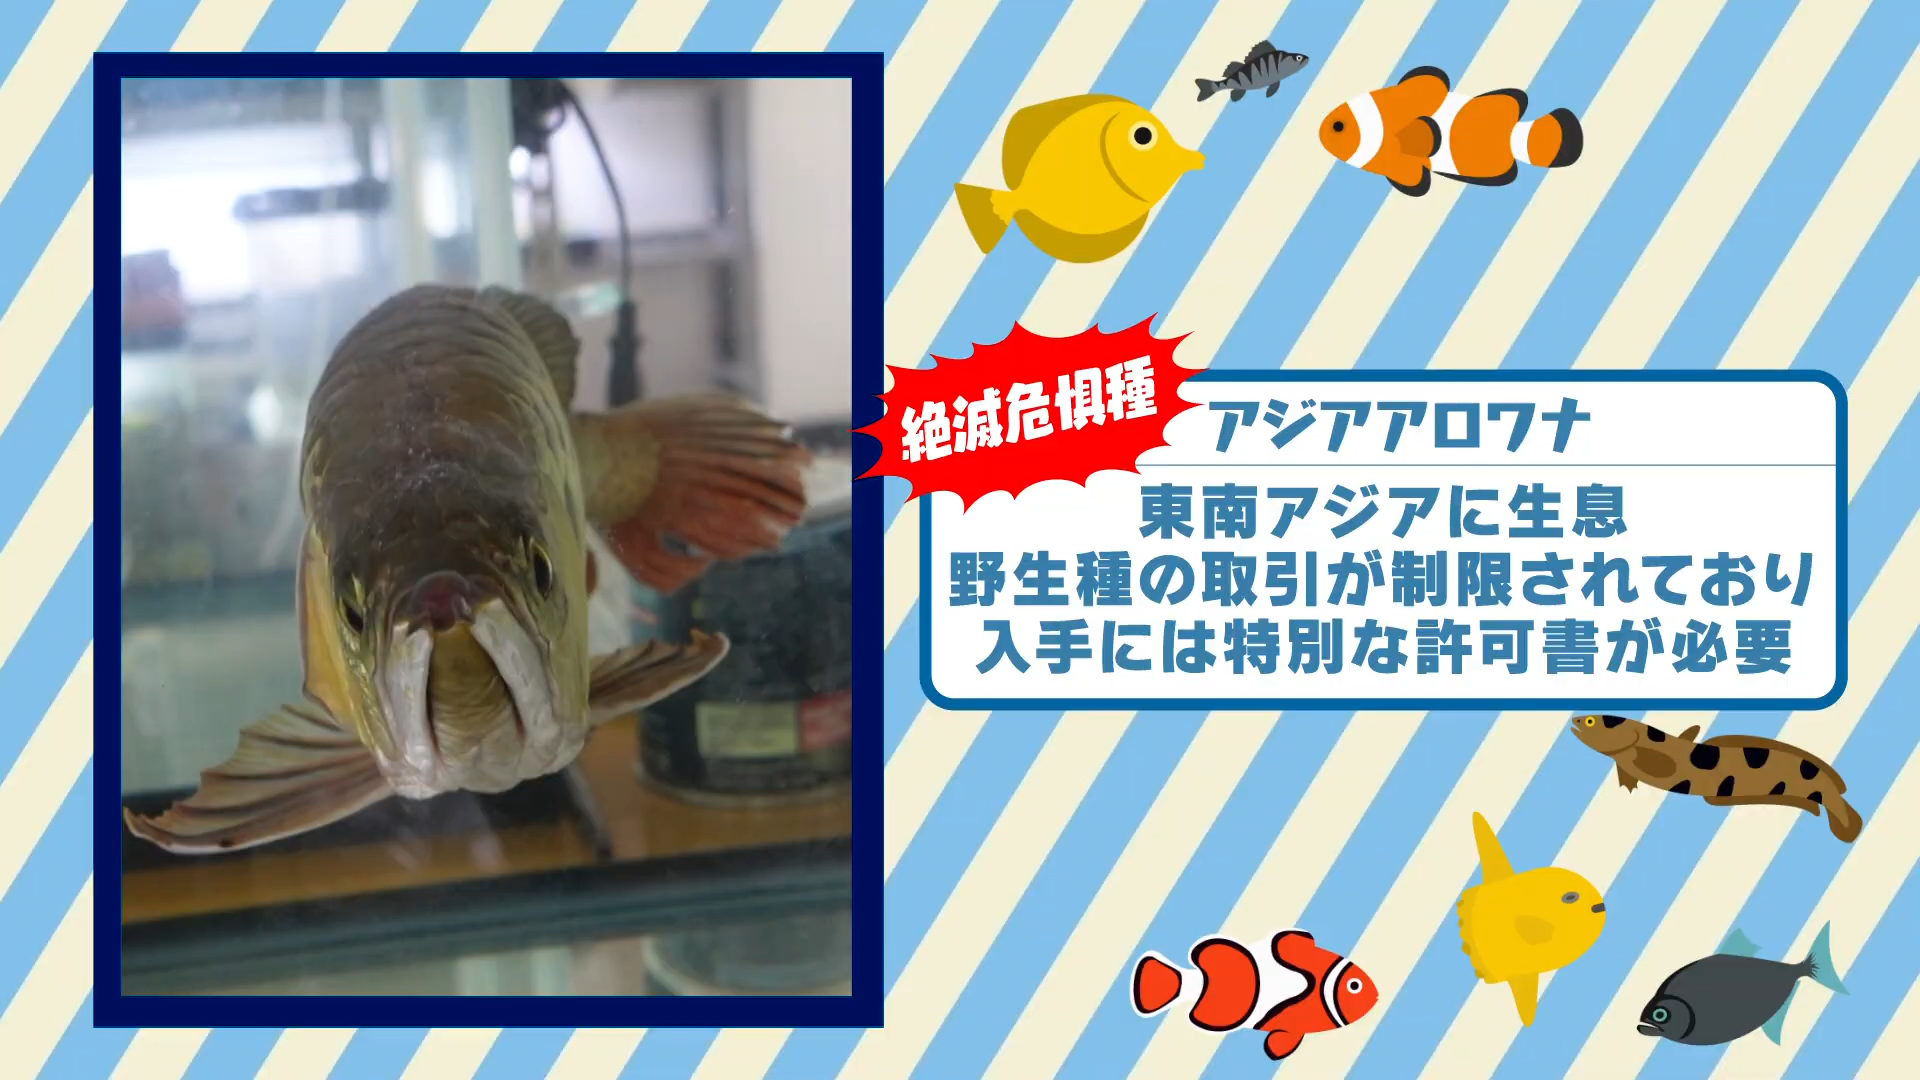 絶滅危惧種
アジアアロワナ
東南アジアに生息
野生種の取引が制限されており
入手には特別な許可書が必要